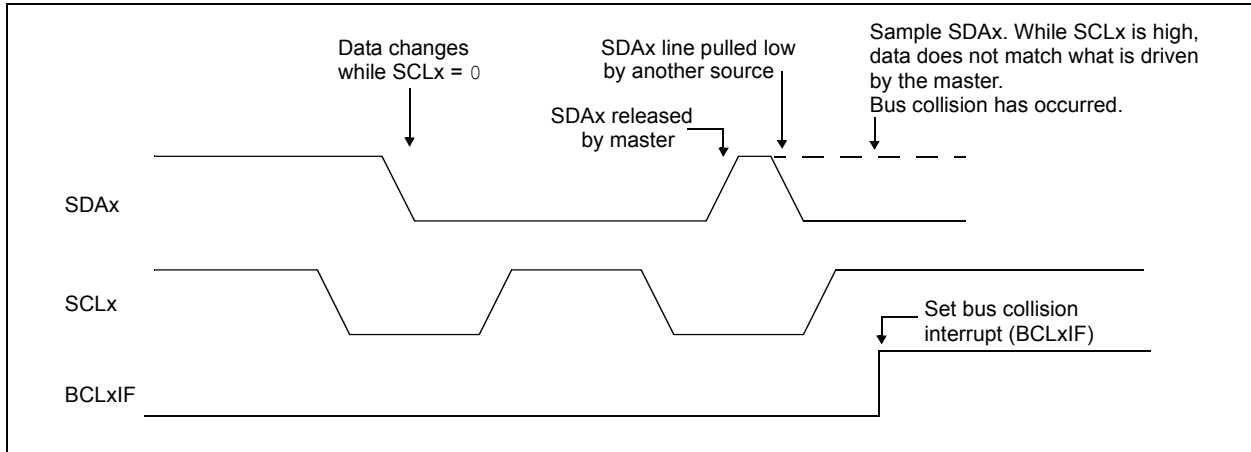 Data changes
while SCLx = 0
SDAx line pulled low
by another source
SDAx released
by master
Sample SDAx. While SCLx is high,
data does not match what is driven
by the master.
Bus collision has occurred.
SDAx
SCLx
Set bus collision
interrupt (BCLxIF)
BCLxIF